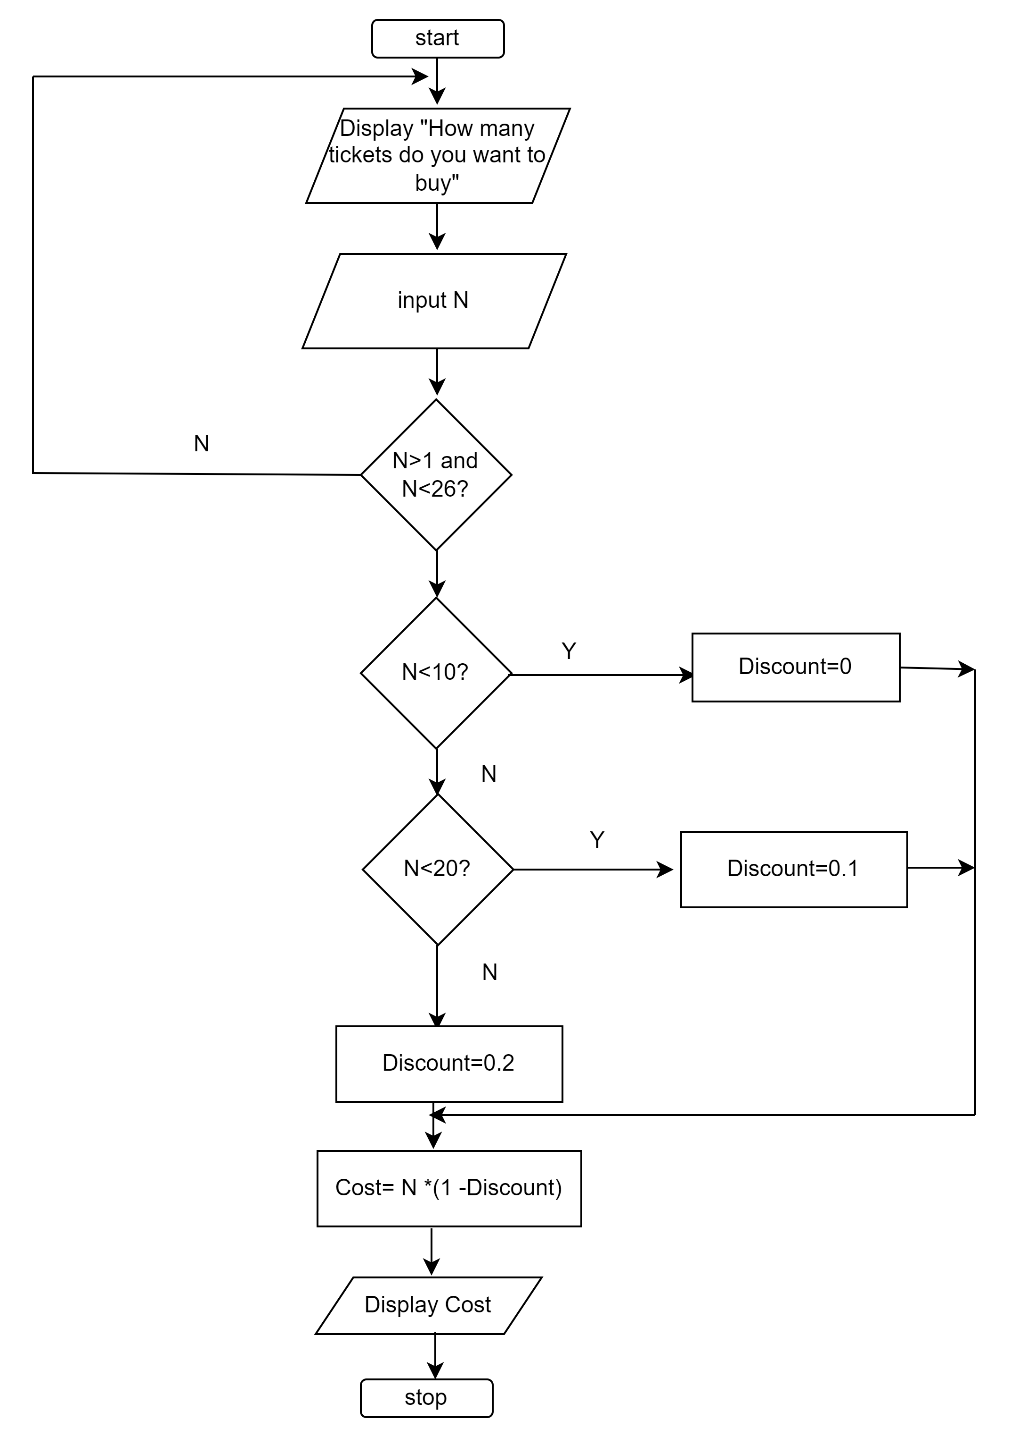 start
Display "How many
tickets do you want to
buy"
input N
N>1 and
N<26?
N
N<10?
Y
Discount=0
N
N<20?
Y
Discount=0.1
N
Discount=0.2
Cost= N *(1 -Discount)
Display Cost
stop